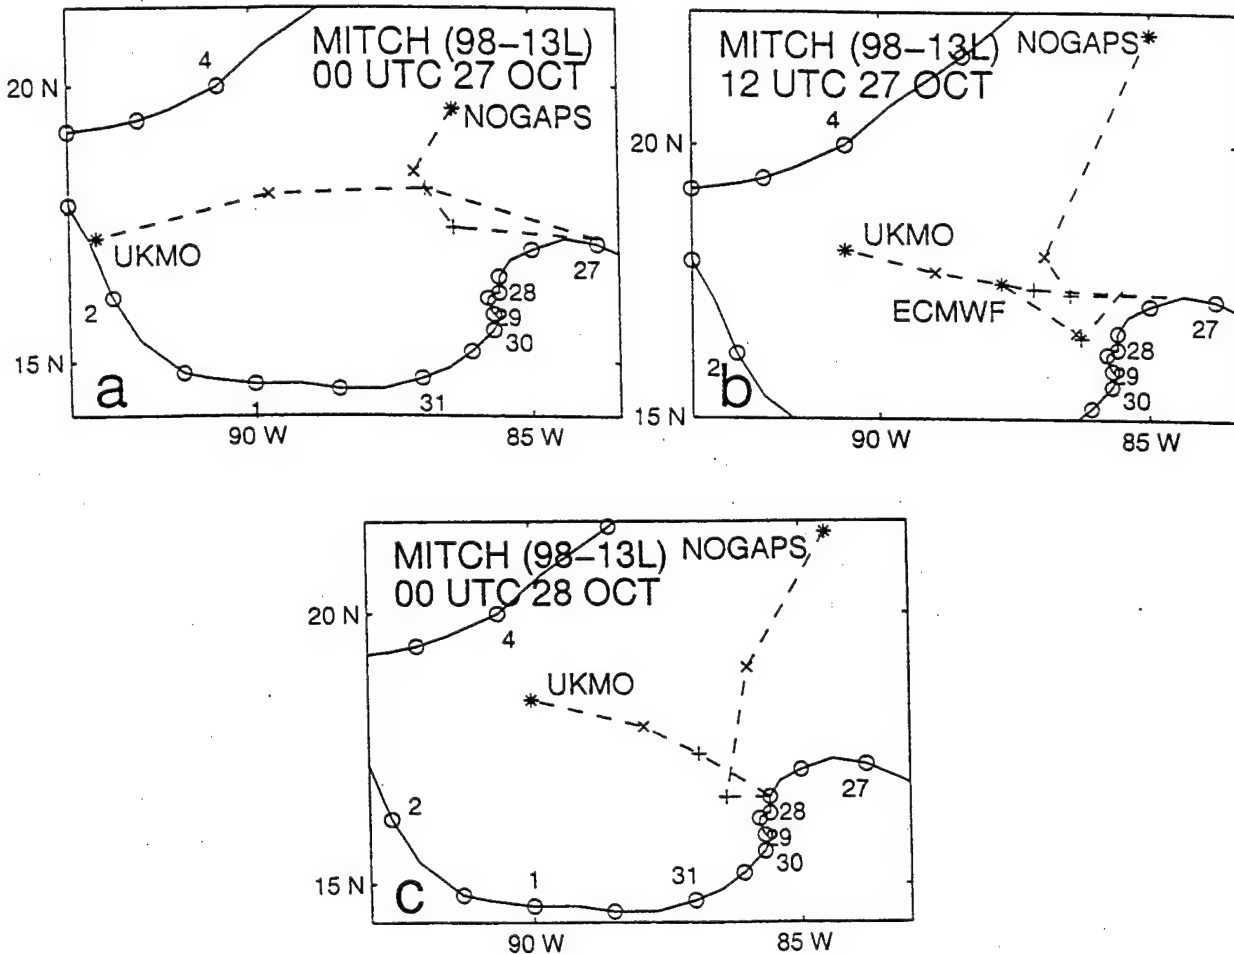 MITCH (98-13L)
00 UTC 27 OCT
NOGAPS
4
20 N
UKMO
27
2
28
29
30
15 N
a
31
1
90 W
85 W
MITCH (98-13L)
12 UTC 27 OCT
NOGAPS
4
20 N
UKMO
ECMWF
27
2
28
29
30
15 N
b
90 W
85 W
MITCH (98-13L)
00 UTC 28 OCT
NOGAPS
20 N
4
UKMO
27
2
28
29
30
31
1
15 N
c
90 W
85 W